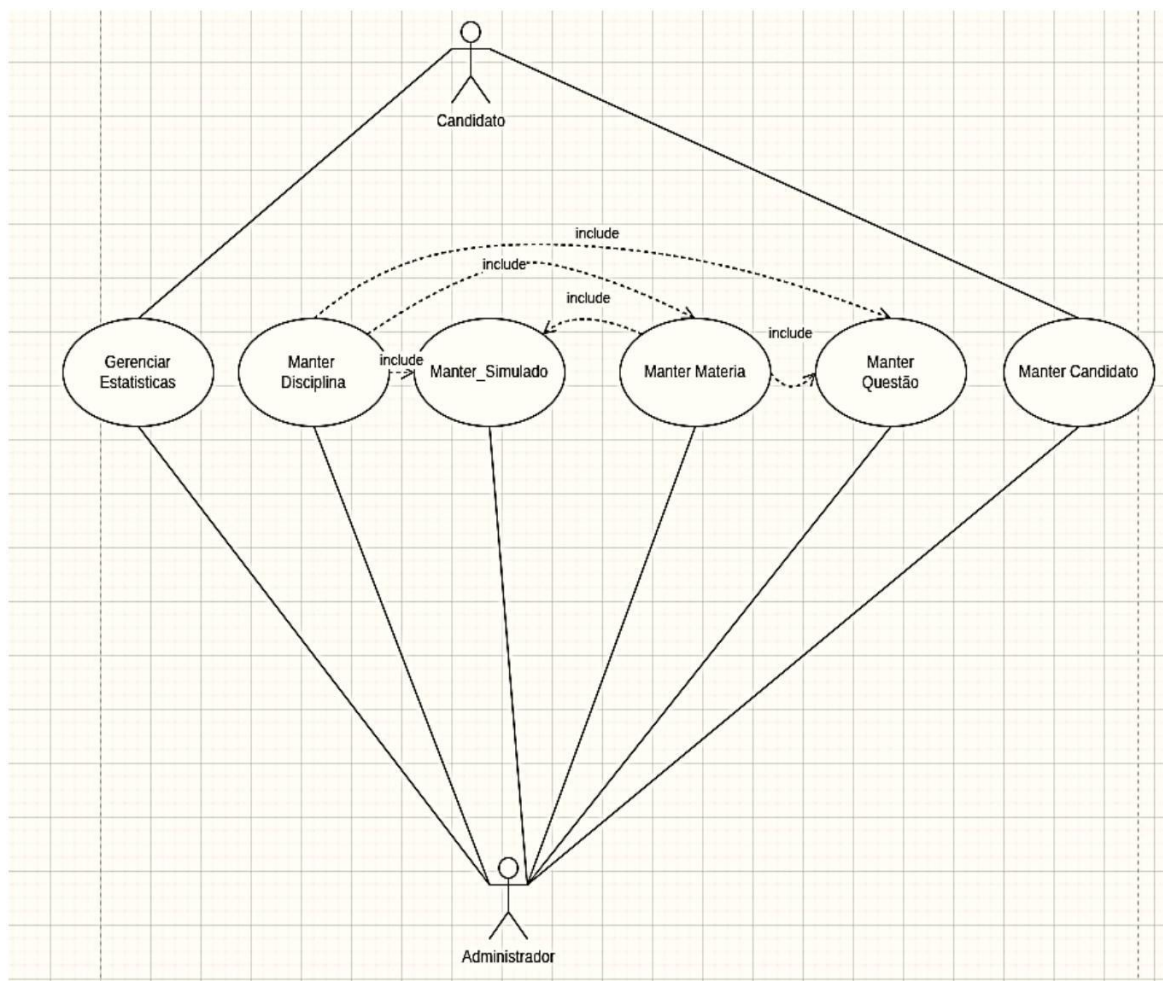 Candidato
include
include
include
include
include
Gerenciar
Estatisticas
Manter
Disciplina
Manter_Simulado
Manter Materia
Manter
Questão
Manter Candidato
Administrador